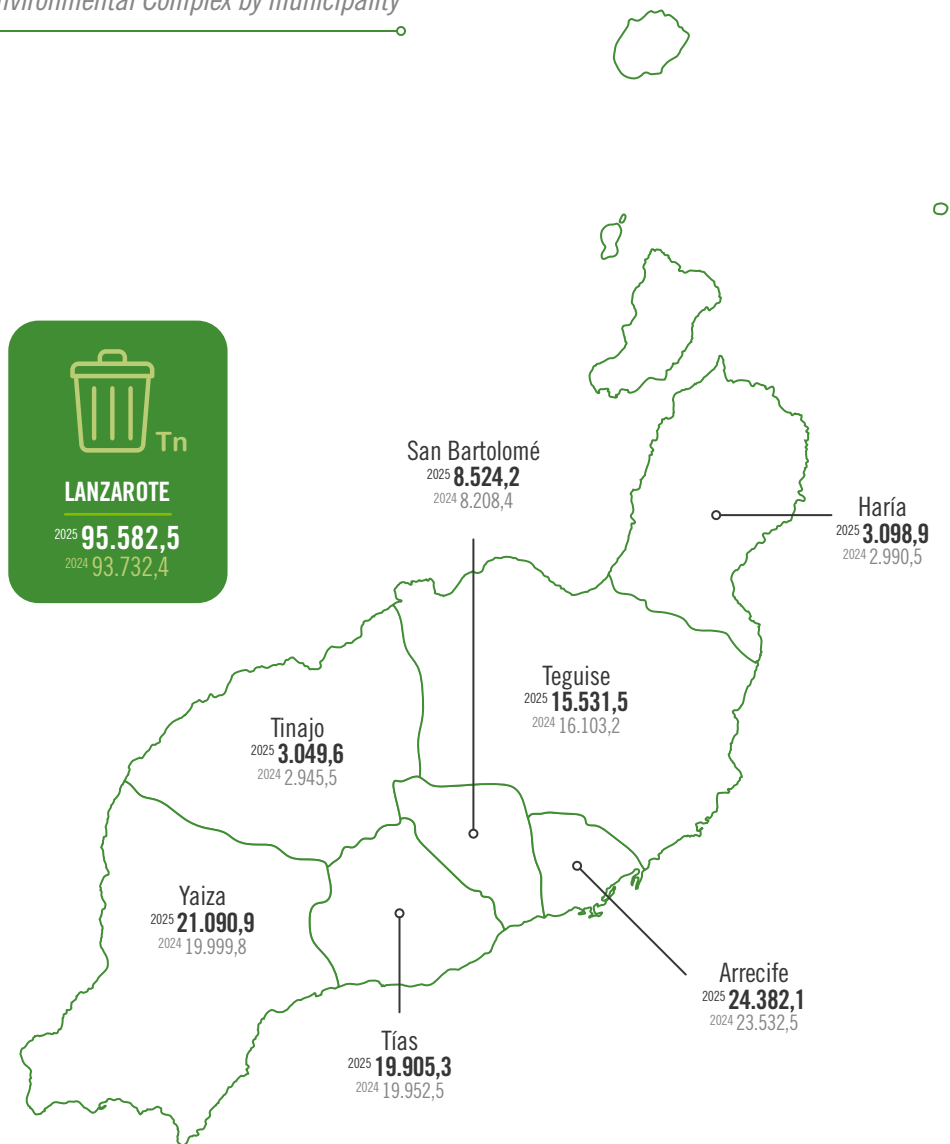 Environmental Complex by municipality
Tn
LANZAROTE
2025 95.582,5
2024 93.732,4
San Bartolomé
2025 8.524,2
2024 8.208,4
Haría
2025 3.098,9
2024 2.990,5
Teguise
2025 15.531,5
2024 16.103,2
Tinajo
2025 3.049,6
2024 2.945,5
Yaiza
2025 21.090,9
2024 19.999,8
Arrecife
2025 24.382,1
2024 23.532,5
Tías
2025 19.905,3
2024 19.952,5